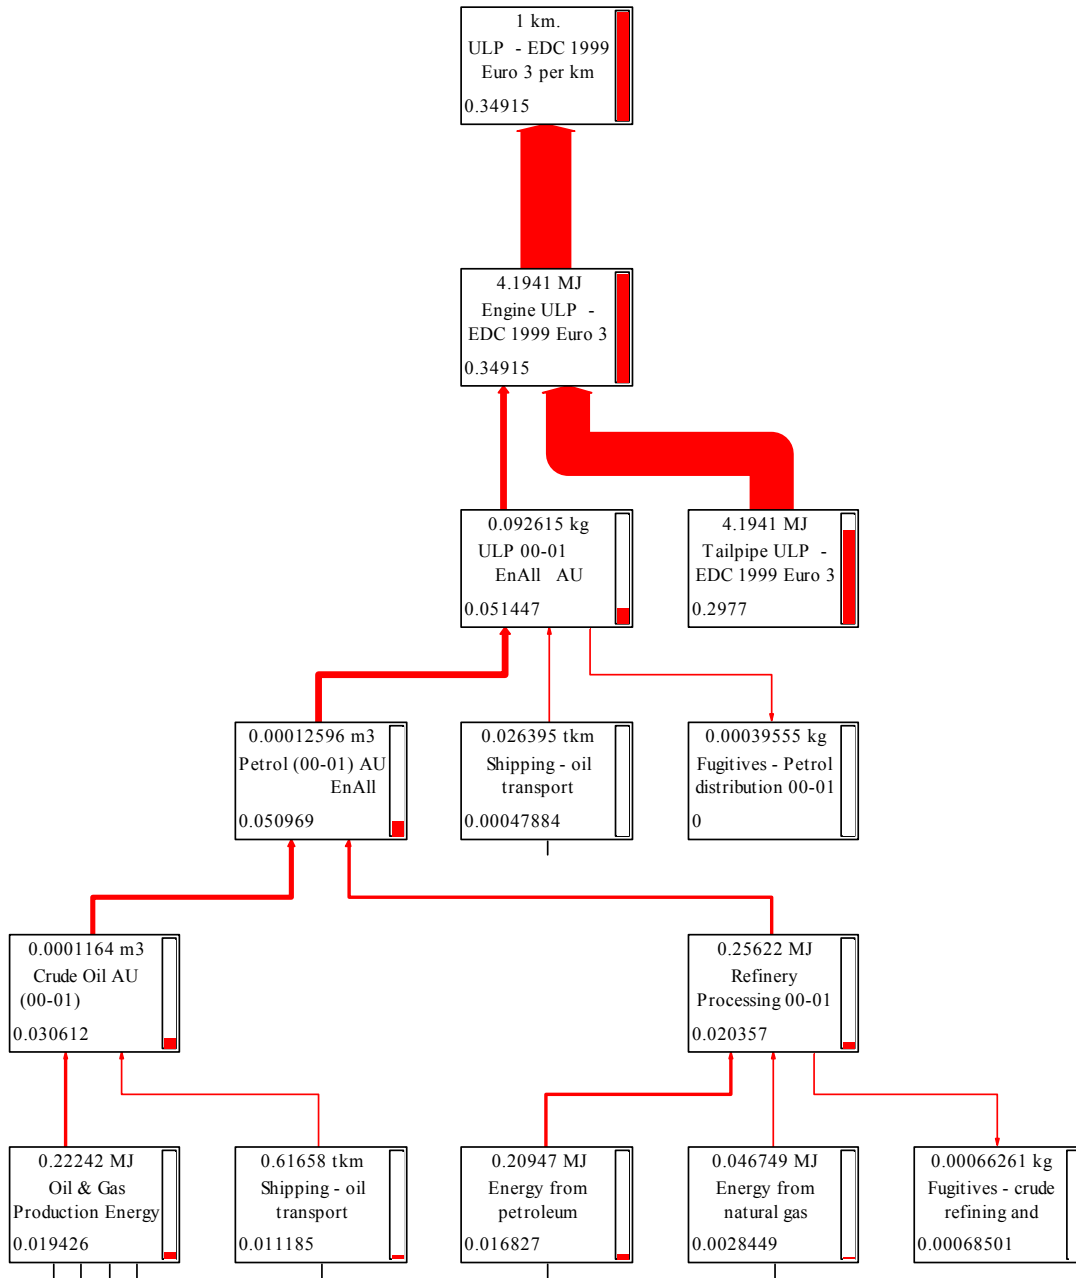 1 km.
ULP - EDC 1999
Euro 3 per km
0.34915
4.1941 MJ
Engine ULP -
EDC 1999 Euro 3
0.34915
0.092615 kg
ULP 00-01
EnAll AU
0.051447
4.1941 MJ
Tailpipe ULP -
EDC 1999 Euro 3
0.2977
0.00012596 m3
Petrol (00-01) AU
EnAll
0.050969
0.026395 tkm
Shipping - oil
transport
0.00047884
0.00039555 kg
Fugitives - Petrol
distribution 00-01
0
0.0001164 m3
Crude Oil AU
(00-01)
0.030612
0.25622 MJ
Refinery
Processing 00-01
0.020357
0.22242 MJ
Oil & Gas
Production Energy
0.019426
0.61658 tkm
Shipping - oil
transport
0.011185
0.20947 MJ
Energy from
petroleum
0.016827
0.046749 MJ
Energy from
natural gas
0.0028449
0.00066261 kg
Fugitives - crude
refining and
0.00068501